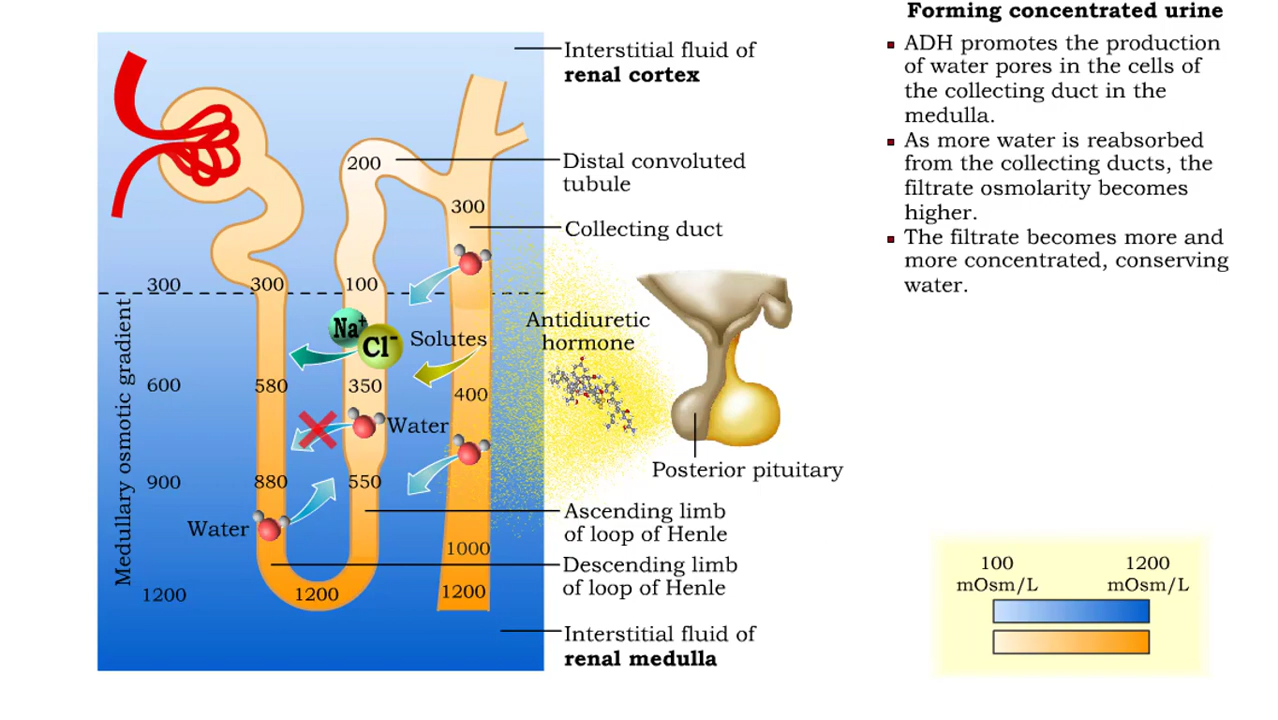 Forming concentrated urine
ADH promotes the production
of water pores in the cells of
the collecting duct in the
medulla.
As more water is reabsorbed
from the collecting ducts, the
filtrate osmolarity becomes
higher.
The filtrate becomes more and
more concentrated, conserving
water.
Interstitial fluid of
renal cortex
Distal convoluted
tubule
200
300
Collecting duct
300
300
100
Antidiuretic
hormone
Na+
Cl-
Solutes
Medullary osmotic gradient
600
580
350
400
Water
Posterior pituitary
900
880
550
Water
Ascending limb
of loop of Henle
1000
Descending limb
of loop of Henle
1200
1200
1200
Interstitial fluid of
renal medulla
100
mOsm/L
1200
mOsm/L